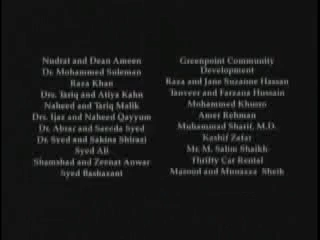 Nudrat and Dean Ameen
Dr. Mohammed Suleman
Raza Khan
Drs. Tariq and Atiya Kahn
Naheed and Tariq Malik
Drs. Ijaz and Naheed Qayyum
Dr. Abrar and Saeeda Syed
Dr. Syed and Sakina Shirazi
Syed Ali
Shamshad and Zeenat Anwar
Syed Basharat
Greenpoint Community
Development
Raza and Jane Suzanne Hassan
Tanveer and Farzana Hussain
Mohammed Khusro
Amer Rehman
Muhammad Sharif, M.D.
Kashif Zafar
Mr. M. Salim Shaikh
Thrifty Car Rental
Masood and Munazza Sheih